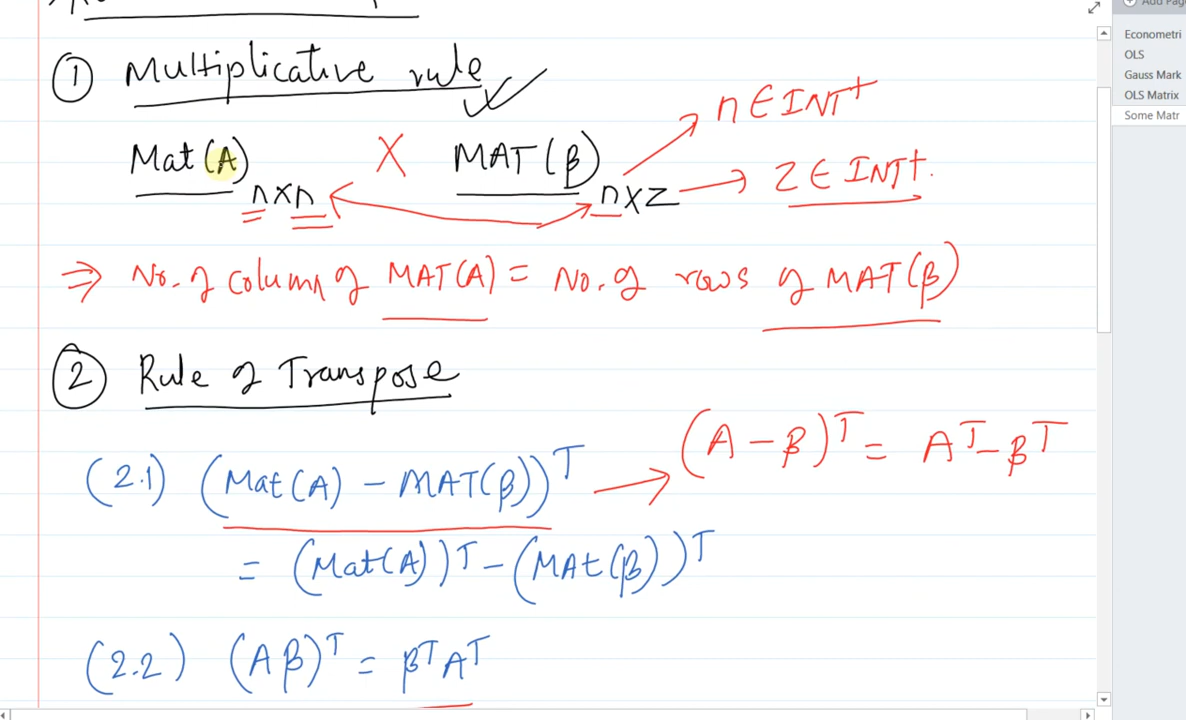 ① Multiplicative rule
Mat(A) n×n X MAT(β) n×z
n ∈ INT+
z ∈ INT+.
⇒ No. of column of MAT(A) = No. of rows of MAT(β)
② Rule of Transpose
(2.1) (Mat(A) - MAT(β))ᵀ → (A - β)ᵀ = Aᵀ - βᵀ
= (Mat(A))ᵀ - (MAt(β))ᵀ
(2.2) (Aβ)ᵀ = βᵀAᵀ
Add Pag
Econometri
OLS
Gauss Mark
OLS Matrix
Some Matr